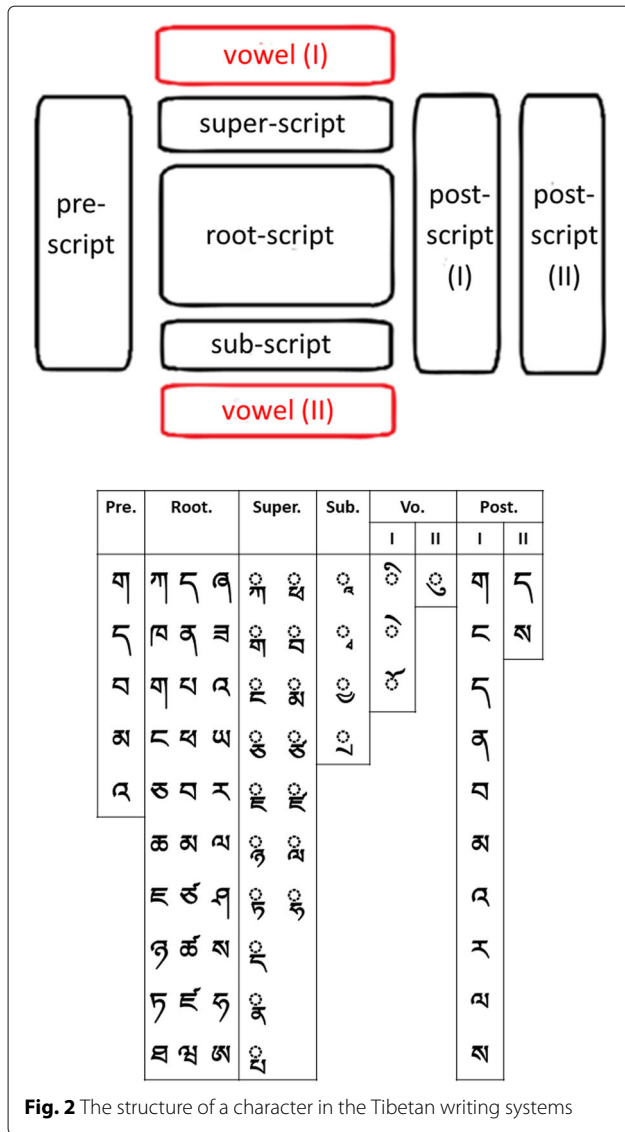 vowel (I)
super-script
pre-
script
root-script
post-
script
(I)
post-
script
(II)
sub-script
vowel (II)
Pre. Root. Super. Sub. Vo. Post.
I II I II
ག ཀ ད ཞ ◌ྐ ◌ྥ ◌ི ◌ུ ག ད
ད ཁ ན ཟ ◌ྒ ◌ྦ ◌ེ ང ས
བ ག པ འ ◌ྔ ◌ྨ ◌ྱ ◌ོ ད
མ ང ཕ ཡ ◌ྕ ◌ྩ ◌ྲ ན
འ ཅ བ ར ◌ྗ ◌ྫ བ
ཆ མ ལ ◌ྙ ◌ླ མ
ཇ ཙ ཤ ◌ྟ ◌ྷ འ
ཉ ཚ ས ◌ྡ ར
ཏ ཛ ཧ ◌ྣ ལ
ཐ ཝ ཨ ◌ྤ ས
Fig. 2 The structure of a character in the Tibetan writing systems